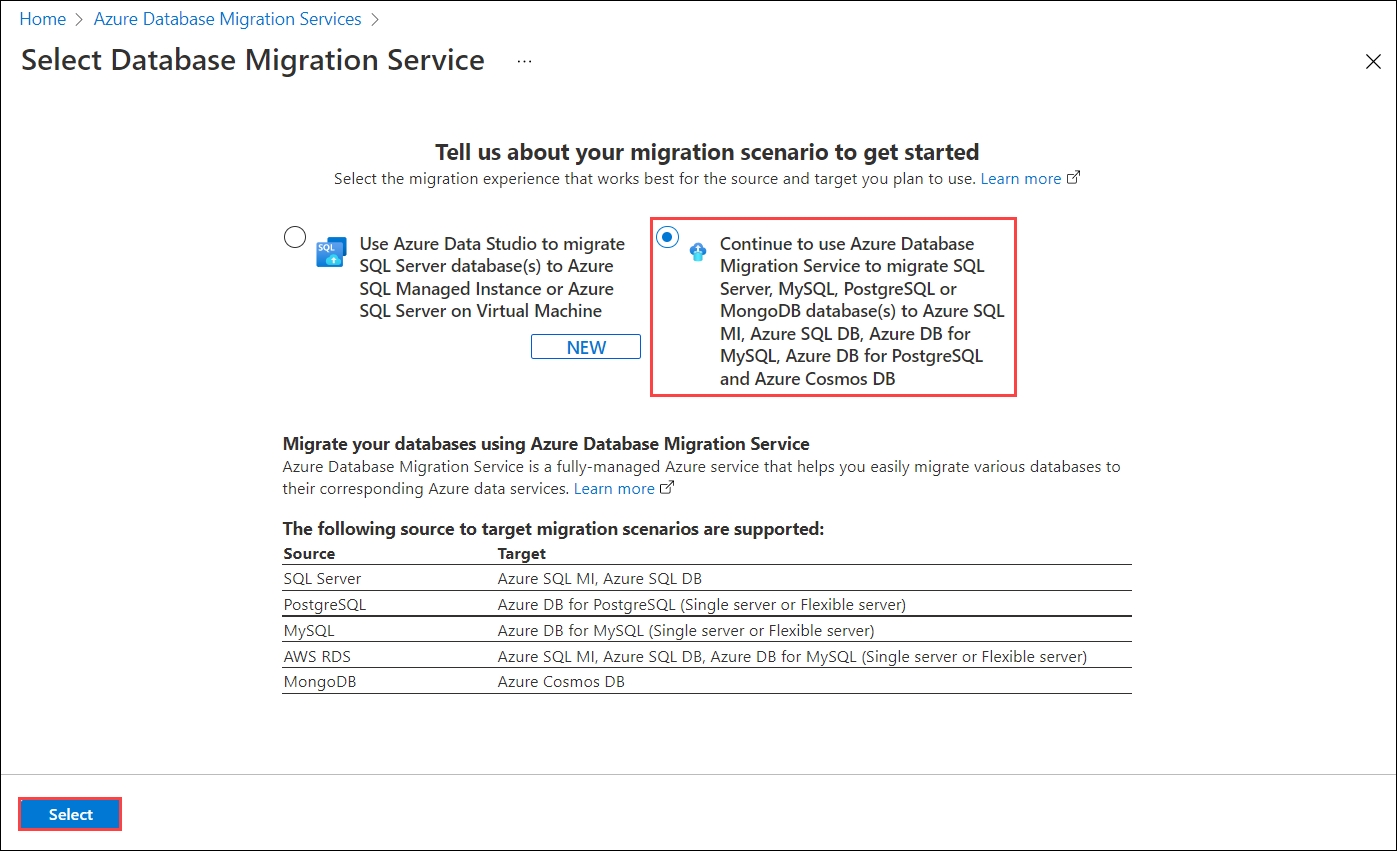 Home > Azure Database Migration Services >
Select Database Migration Service ...
Tell us about your migration scenario to get started
Select the migration experience that works best for the source and target you plan to use. Learn more
Use Azure Data Studio to migrate
SQL Server database(s) to Azure
SQL Managed Instance or Azure
SQL Server on Virtual Machine
NEW
SQL
Continue to use Azure Database
Migration Service to migrate SQL
Server, MySQL, PostgreSQL or
MongoDB database(s) to Azure SQL
MI, Azure SQL DB, Azure DB for
MySQL, Azure DB for PostgreSQL
and Azure Cosmos DB
Migrate your databases using Azure Database Migration Service
Azure Database Migration Service is a fully-managed Azure service that helps you easily migrate various databases to
their corresponding Azure data services. Learn more
The following source to target migration scenarios are supported:
Source Target
SQL Server Azure SQL MI, Azure SQL DB
PostgreSQL Azure DB for PostgreSQL (Single server or Flexible server)
MySQL Azure DB for MySQL (Single server or Flexible server)
AWS RDS Azure SQL MI, Azure SQL DB, Azure DB for MySQL (Single server or Flexible server)
MongoDB Azure Cosmos DB
Select